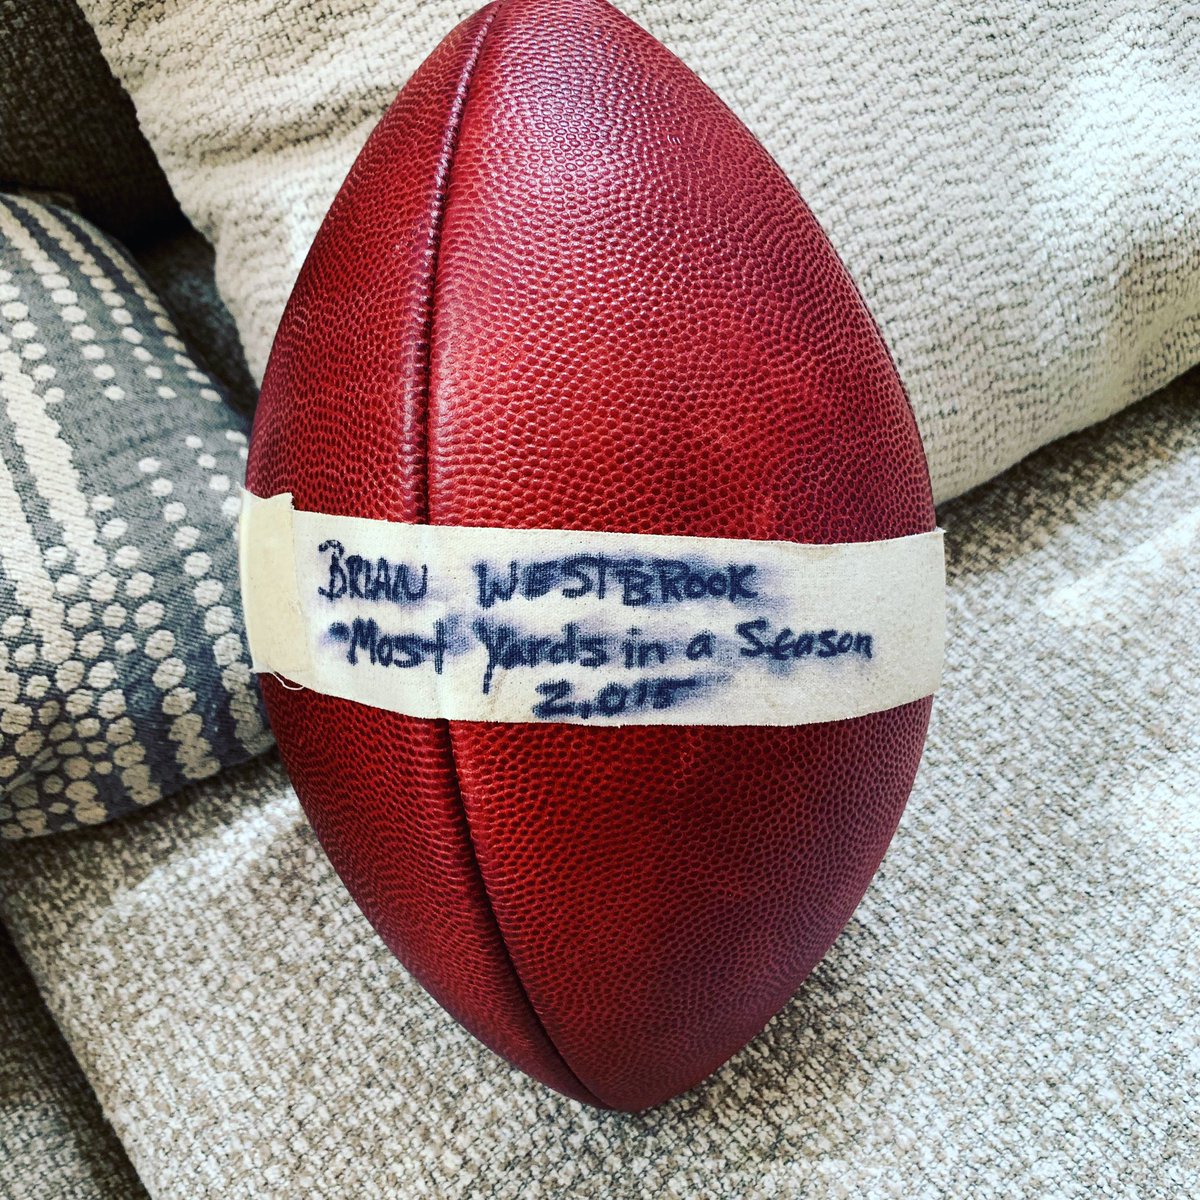 BRIAN WESTBROOK
-Most Yards in a Season
2,015